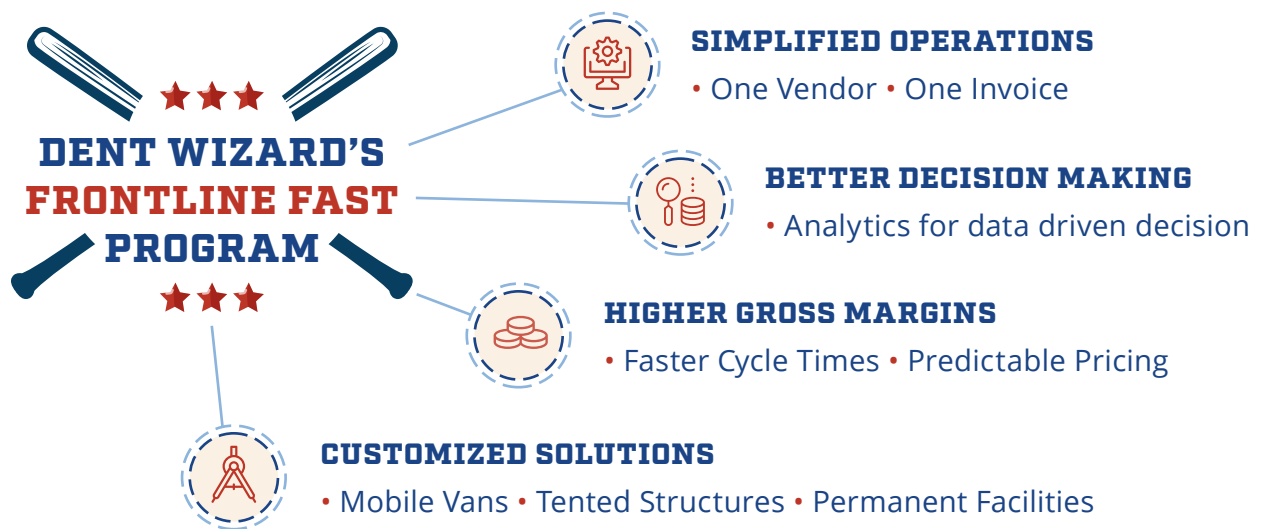 DENT WIZARD'S
FRONTLINE FAST
PROGRAM
SIMPLIFIED OPERATIONS
• One Vendor • One Invoice
BETTER DECISION MAKING
• Analytics for data driven decision
HIGHER GROSS MARGINS
• Faster Cycle Times • Predictable Pricing
CUSTOMIZED SOLUTIONS
• Mobile Vans • Tented Structures • Permanent Facilities